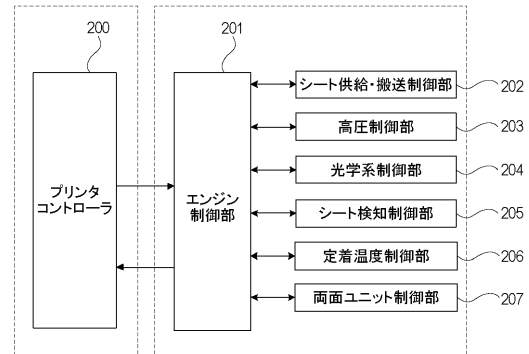 200
201
プリンタ
コントローラ
エンジン
制御部
シート供給・搬送制御部
202
高圧制御部
203
光学系制御部
204
シート検知制御部
205
定着温度制御部
206
両面ユニット制御部
207